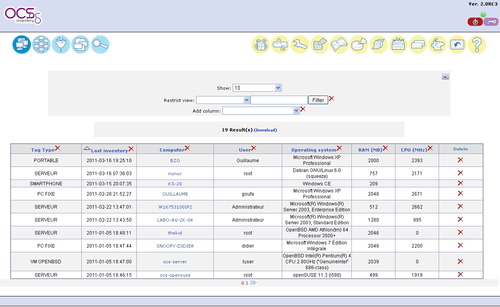 Ver. 2.0RC3
OCS
inventory
Show: 10
Restrict view: Filter
Add column:
19 Result(s) (Download)
Tag Type Last inventory Computer User Operating system RAM (MB) CPU (MHz) Delete
PORTABLE 2011-03-16 18:25:10 BZO Guillaume Microsoft Windows XP Professional 2000 2393
SERVEUR 2011-03-16 07:36:03 nunux root Debian GNU/Linux 6.0 (squeeze) 757 2171
SMARTPHONE 2011-03-15 20:07:35 KS-20 Windows CE 209
PC FIXE 2011-02-28 21:52:27 GUILLAUME goufa Microsoft Windows XP Professional 2048 2671
SERVEUR 2011-02-22 13:47:01 Administrateur Microsoft(R) Windows(R) Server 2003, Enterprise Edition 512 2662
SERVEUR 2011-02-22 13:43:50 LABO-A4-2K-04 Administrateur Microsoft(R) Windows(R) Server 2003, Standard Edition 1280 895
SERVEUR 2011-01-05 18:48:11 thekid root OpenBSD AMD Athlon(tm) 64 Processor 3500+ 2046 0
PC FIXE 2011-01-05 18:47:44 SNOOPY-DIDIER didier Microsoft Windows 7 Édition Intégrale 2048 2200
VM OPENBSD 2011-01-05 18:47:00 ocs-server tuser OpenBSD Intel(R) Pentium(R) 4 CPU 2.80GHz ("GenuineIntel" 686-class) 2039 0
SERVEUR 2011-01-05 18:46:15 ocs-opensuse root openSUSE 11.3 (i586) 499 1919
0 1